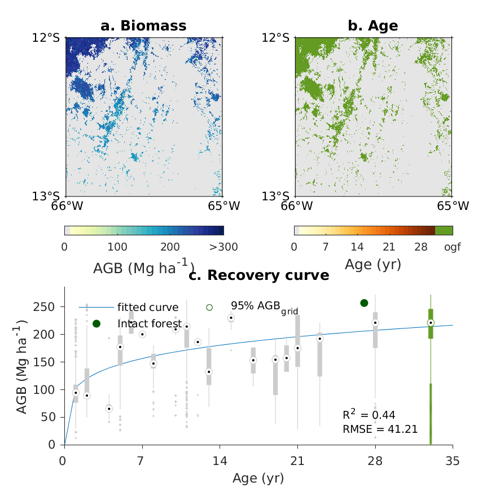 a. Biomass
b. Age
12°S
12°S
13°S
13°S
66°W
65°W
66°W
65°W
0
100
200
>300
0
7
14
21
28
ogf
AGB (Mg ha⁻¹)
Age (yr)
c. Recovery curve
fitted curve
95% AGB_grid
Intact forest
250
200
150
100
50
0
AGB (Mg ha⁻¹)
R² = 0.44
RMSE = 41.21
0
7
14
21
28
35
Age (yr)